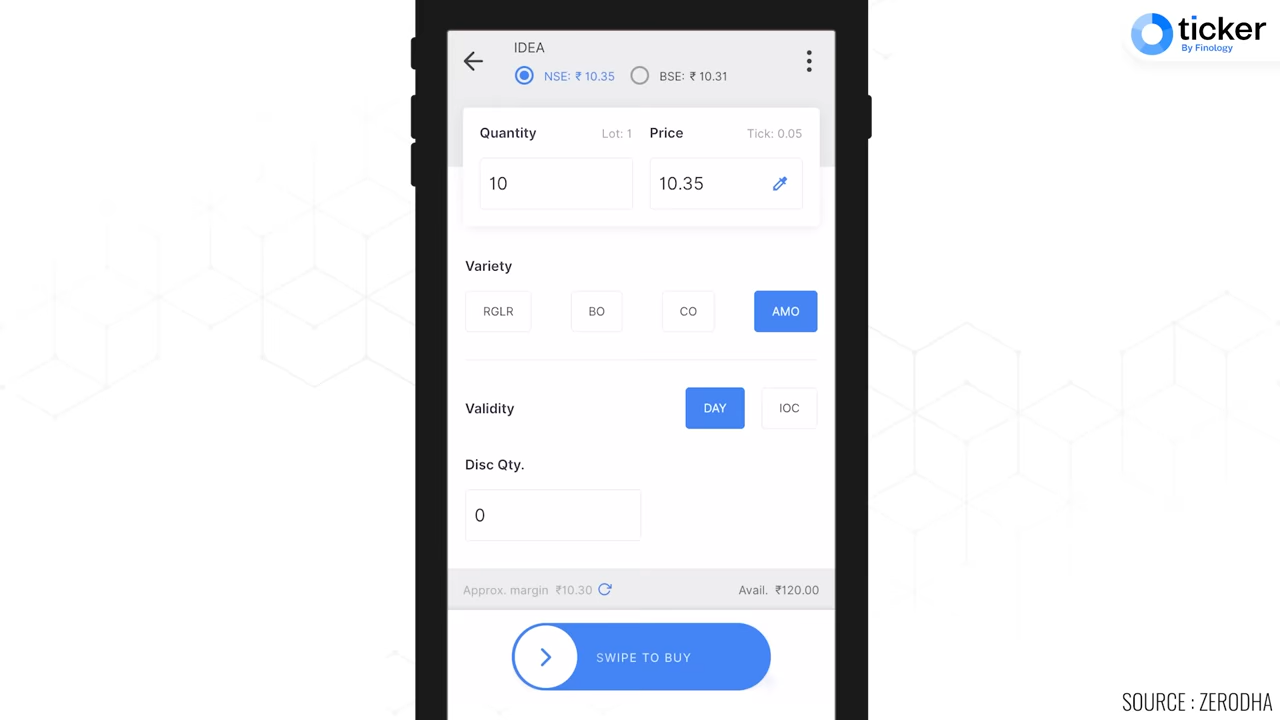 ticker
By Finology
IDEA
NSE: ₹ 10.35 BSE: ₹ 10.31
Quantity Lot: 1 Price Tick: 0.05
10 10.35
Variety
RGLR BO CO AMO
Validity DAY IOC
Disc Qty.
0
Approx. margin ₹10.30 Avail. ₹120.00
SWIPE TO BUY
SOURCE : ZERODHA